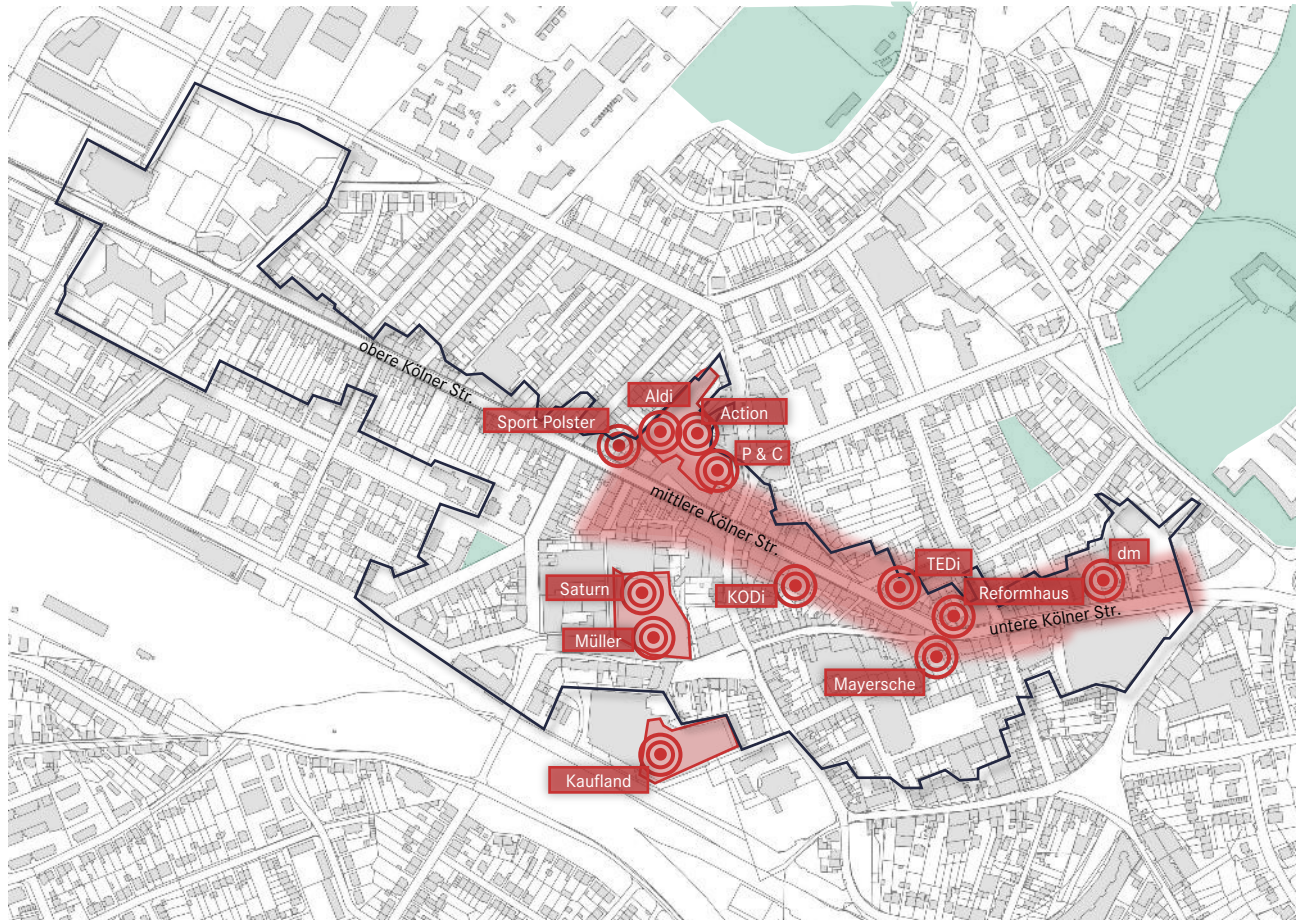 obere Kölner Str.
Aldi
Sport Polster
Action
P & C
mittlere Kölner Str.
TEDi
dm
Saturn
KODi
Reformhaus
untere Kölner Str.
Müller
Mayersche
Kaufland